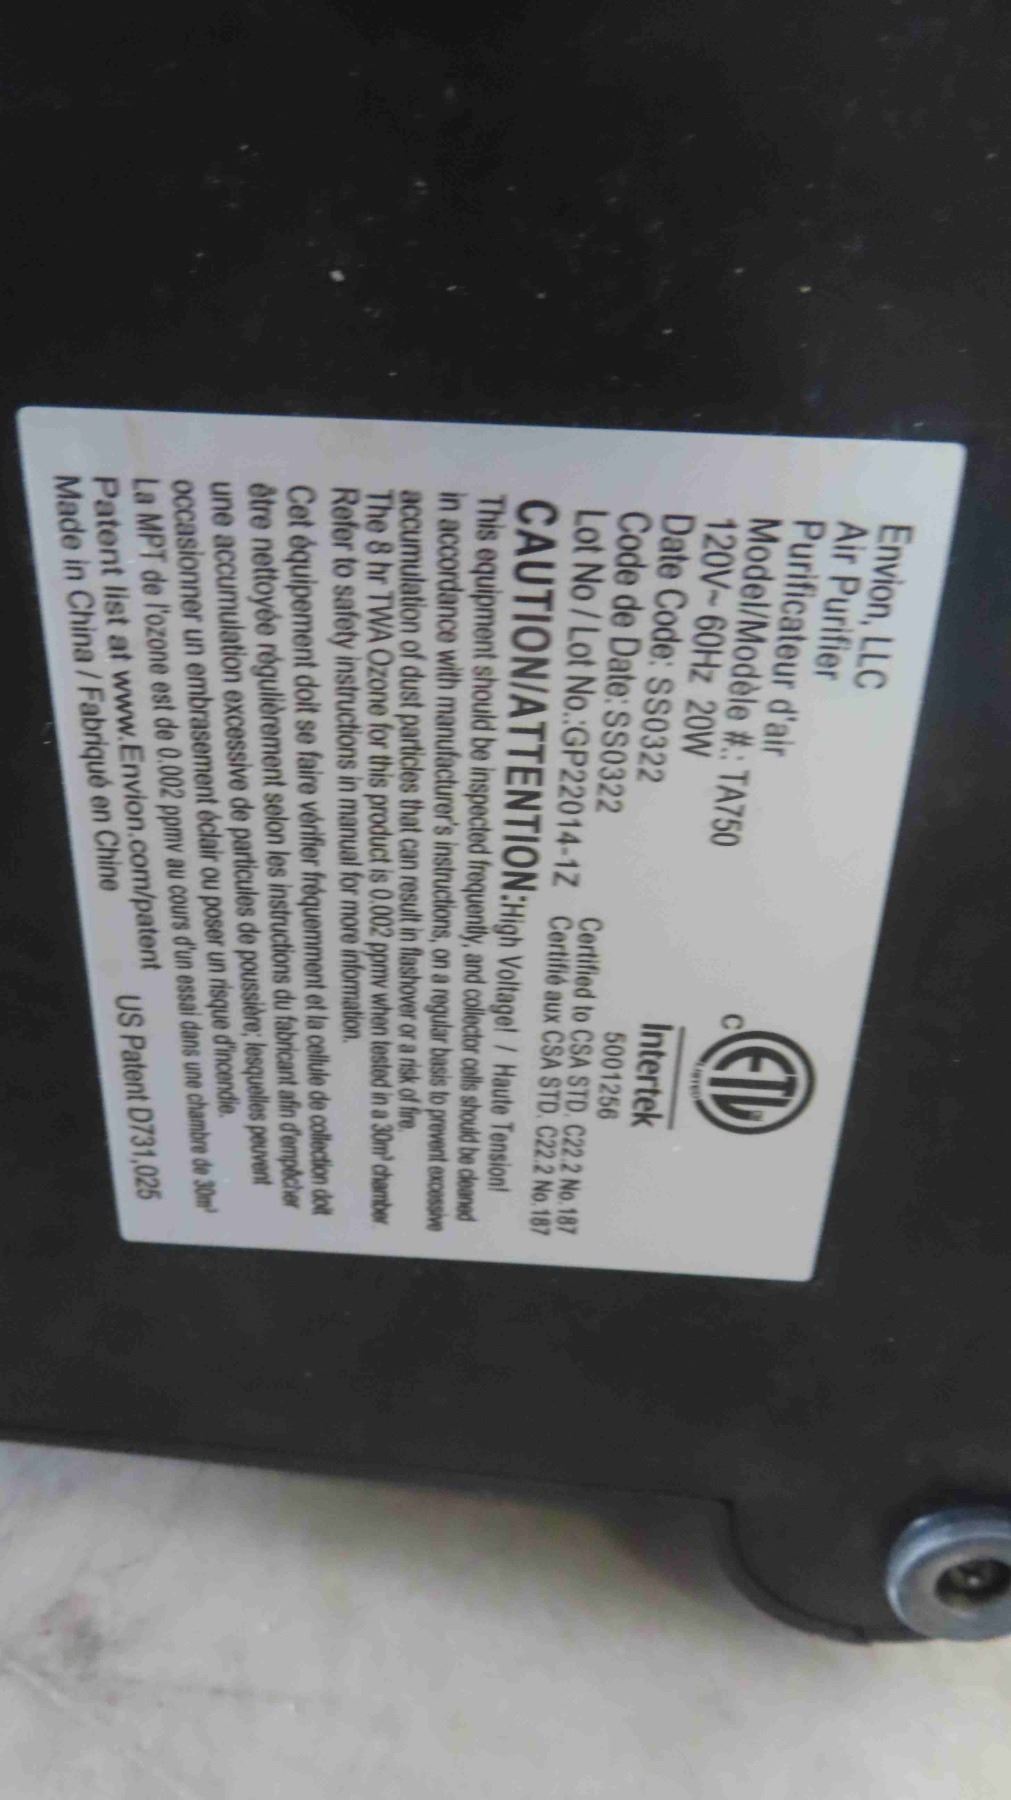 Envion, LLC
Air Purifier
Purificateur d'air
Model/Modèle #.: TA750
120V~ 60Hz 20W
Date Code: SS0322
Code de Date: SS0322
Lot No / Lot No.:GP22014-1Z
C ETL ® Listed
Intertek
5001256
Certified to CSA STD. C22.2 No.187
Certifié aux CSA STD. C22.2 No.187
CAUTION/ATTENTION:High Voltage! / Haute Tension!
This equipment should be inspected frequently, and collector cells should be cleaned
in accordance with manufacturer's instructions, on a regular basis to prevent excessive
accumulation of dust particles that can result in flashover or a risk of fire.
The 8 hr TWA Ozone for this product is 0.002 ppmv when tested in a 30m³ chamber
Refer to safety instructions in manual for more information.
Cet équipement doit se faire vérifier fréquemment et la cellule de collection doit
être nettoyée régulièrement selon les instructions du fabricant afin d'empêcher
une accumulation excessive de particules de poussière; lesquelles peuvent
occasionner un embrasement éclair ou poser un risque d'incendie.
La MPT de l'ozone est de 0.002 ppmv au cours d'un essai dans une chambre de 30m³
Patent list at www.Envion.com/patent US Patent D731,025
Made in China / Fabriqué en Chine